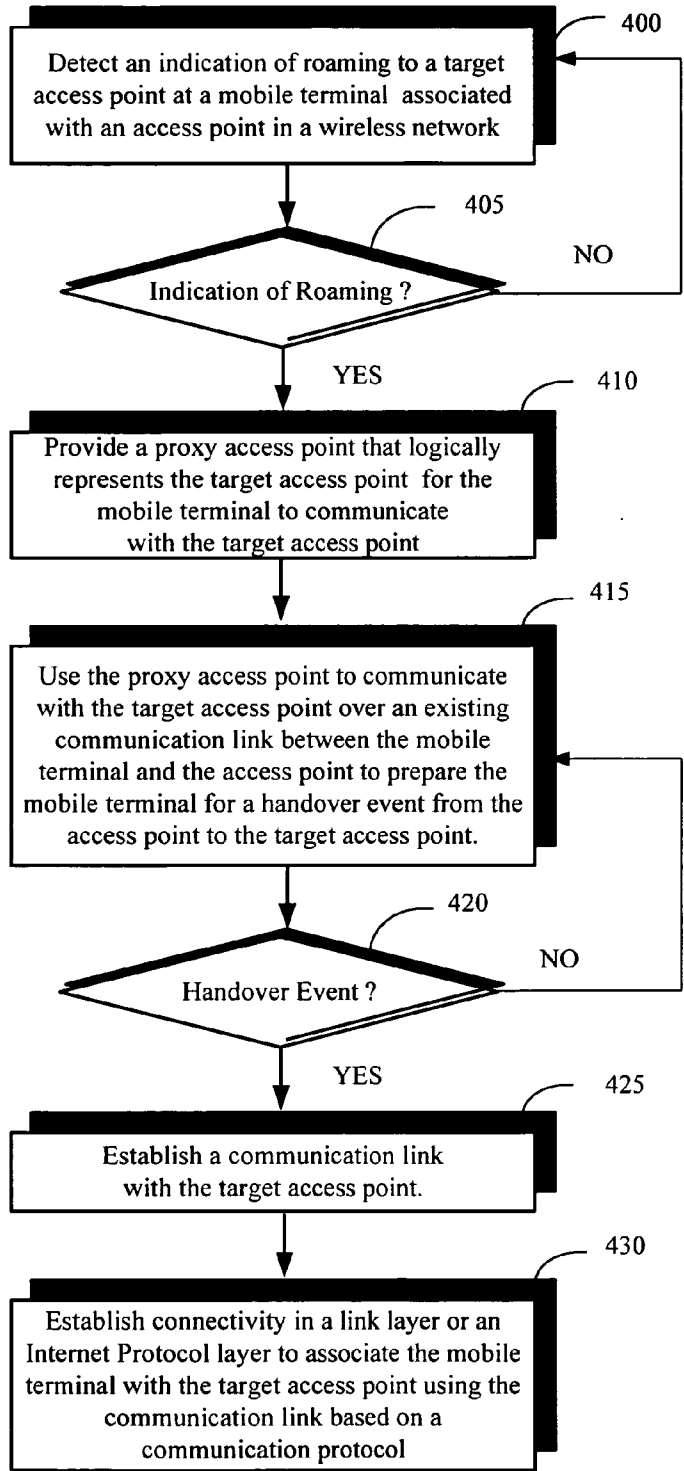 400
Detect an indication of roaming to a target
access point at a mobile terminal associated
with an access point in a wireless network
405
NO
Indication of Roaming ?
YES
410
Provide a proxy access point that logically
represents the target access point for the
mobile terminal to communicate
with the target access point
415
Use the proxy access point to communicate
with the target access point over an existing
communication link between the mobile
terminal and the access point to prepare the
mobile terminal for a handover event from the
access point to the target access point.
420
NO
Handover Event ?
YES
425
Establish a communication link
with the target access point.
430
Establish connectivity in a link layer or an
Internet Protocol layer to associate the mobile
terminal with the target access point using the
communication link based on a
communication protocol